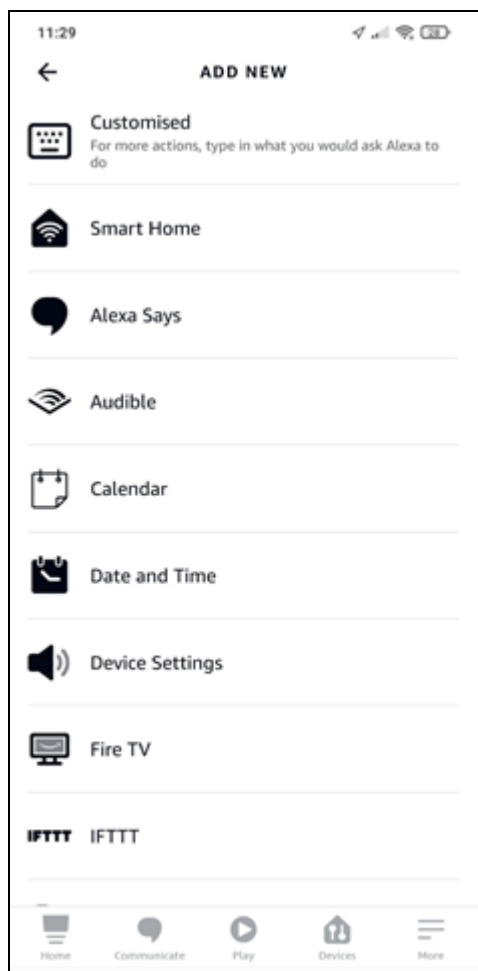 11:29
28
ADD NEW
Customised
For more actions, type in what you would ask Alexa to
do
Smart Home
Alexa Says
Audible
Calendar
Date and Time
Device Settings
Fire TV
IFTTT IFTTT
Home Communicate Play Devices More